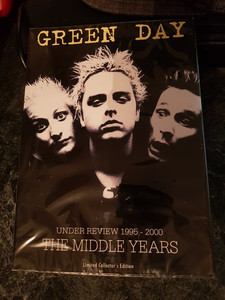 GREEN DAY
UNDER REVIEW 1995 - 2000
THE MIDDLE YEARS
Limited Collector's Edition